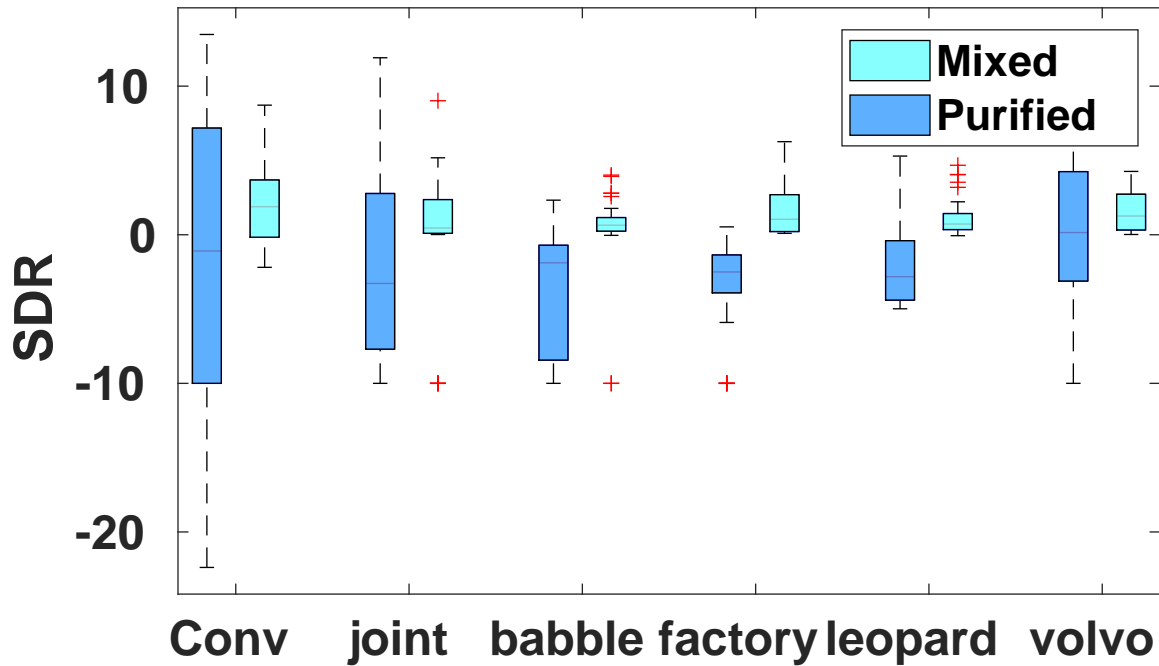 Mixed
Purified
10
0
-10
-20
SDR
Conv joint babble factory leopard volvo